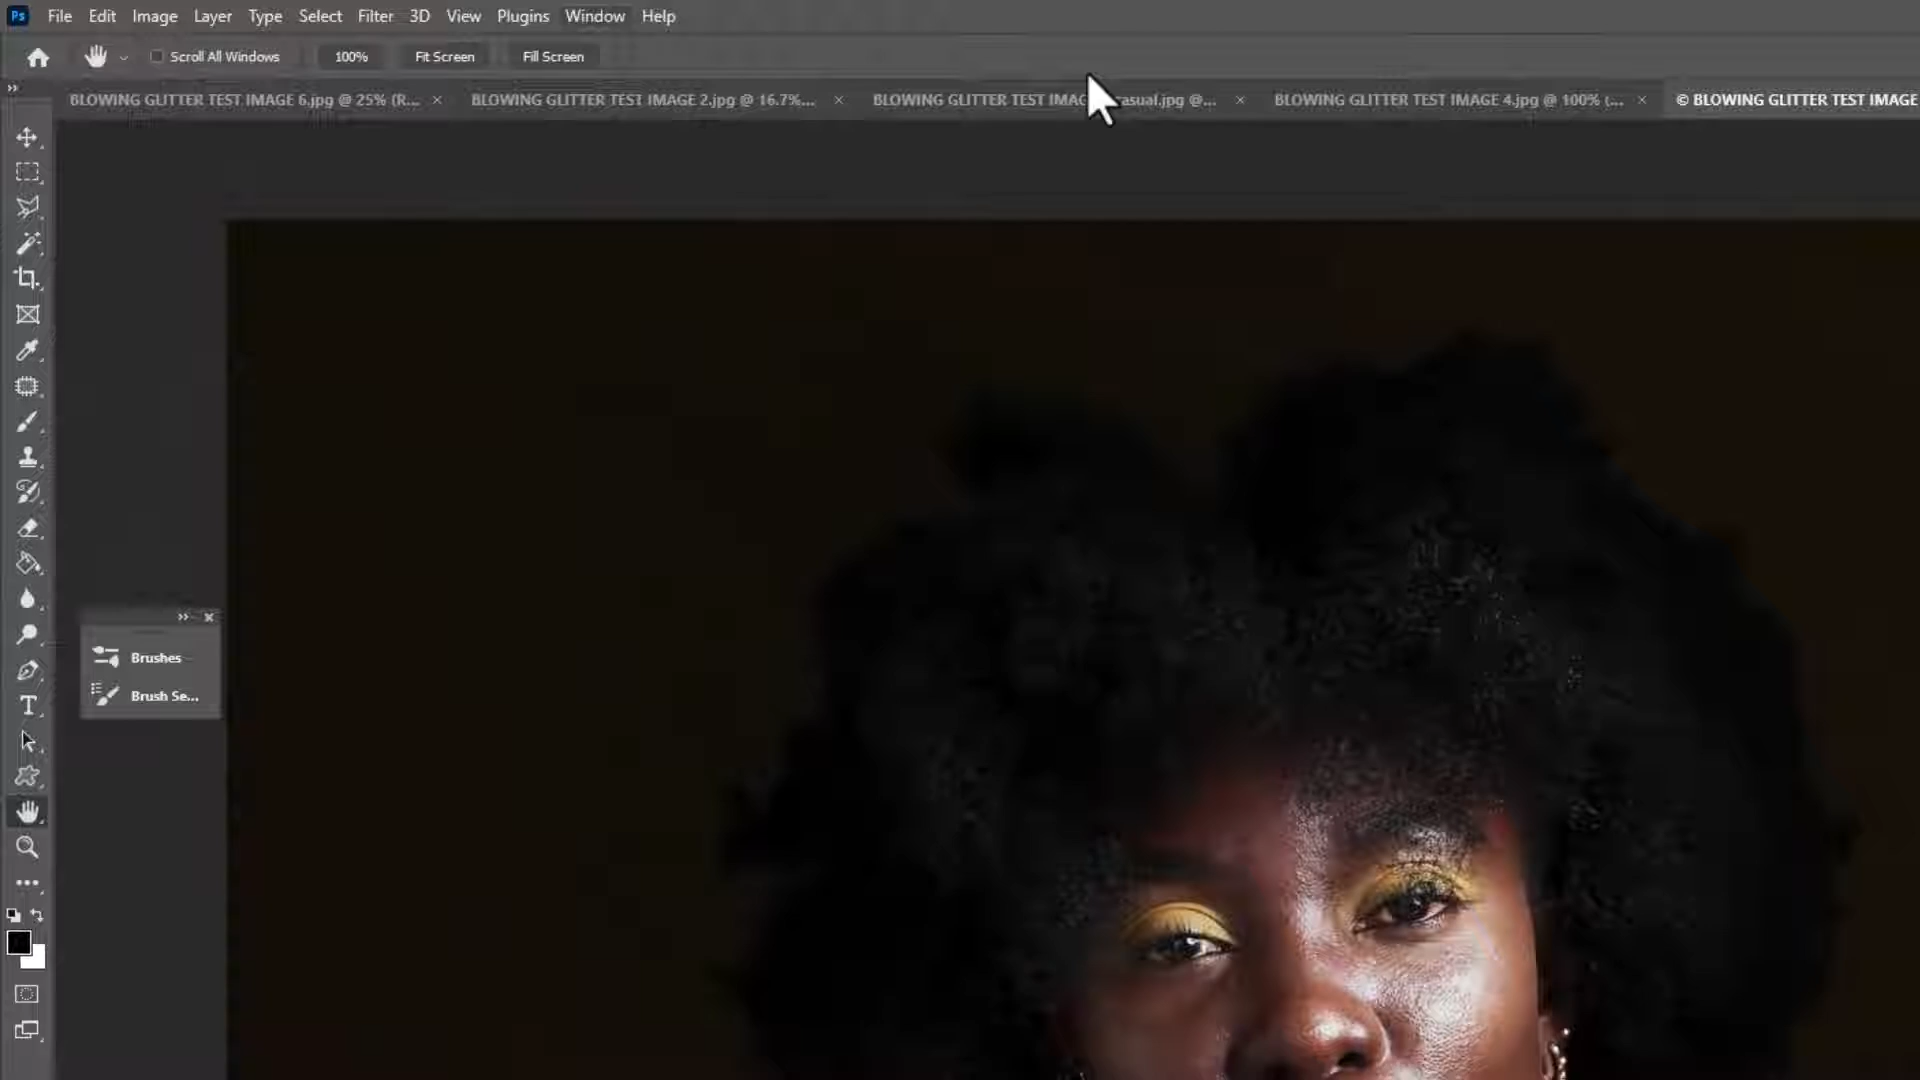 Ps File Edit Image Layer Type Select Filter 3D View Plugins Window Help
Scroll All Windows 100% Fit Screen Fill Screen
BLOWING GLITTER TEST IMAGE 6.jpg @ 25% (R... × BLOWING GLITTER TEST IMAGE 2.jpg @ 16.7%... × BLOWING GLITTER TEST IMAG casual.jpg @... × BLOWING GLITTER TEST IMAGE 4.jpg @ 100% (... × © BLOWING GLITTER TEST IMAGE
Brushes
Brush Se...